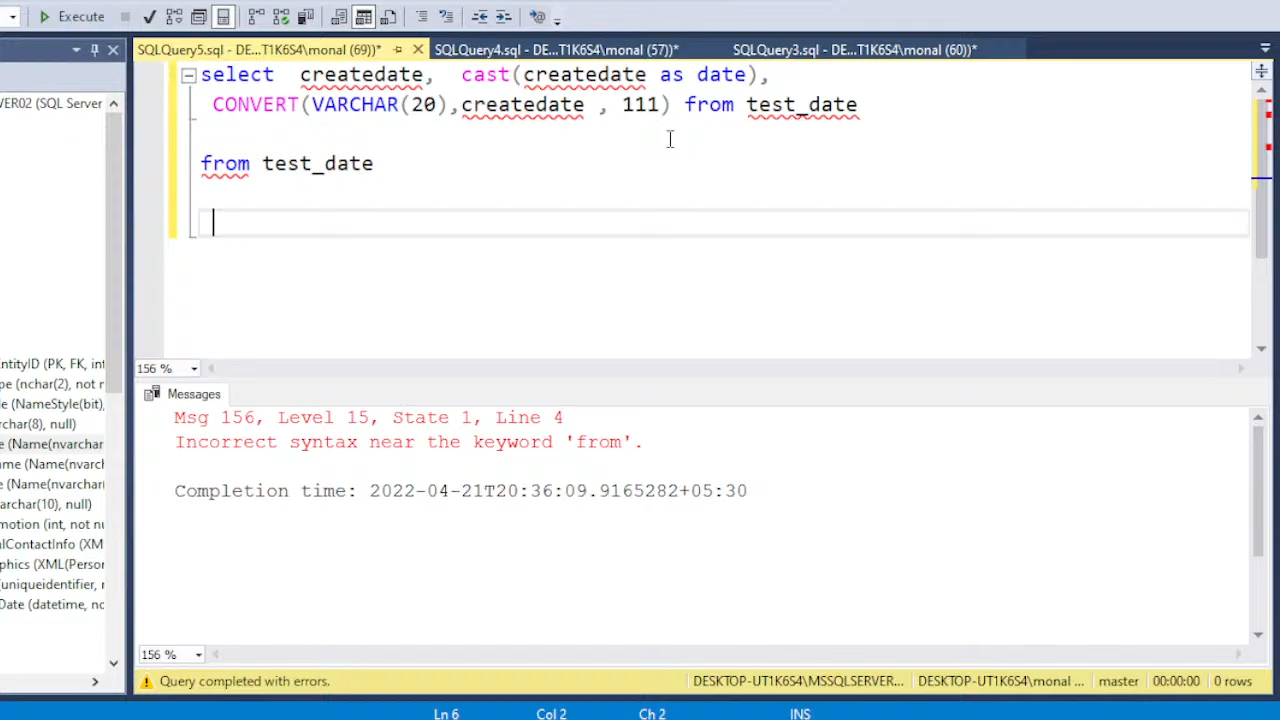 Execute
SQLQuery5.sql - DE...T1K6S4\monal (69))*
SQLQuery4.sql - DE...T1K6S4\monal (57))*
SQLQuery3.sql - DE...T1K6S4\monal (60))*
select  createdate,  cast(createdate as date),
CONVERT(VARCHAR(20),createdate , 111) from test_date
from test_date
VER02 (SQL Server
EntityID (PK, FK, int
pe (nchar(2), not r
le (NameStyle(bit),
rchar(8), null)
e (Name(nvarchar
ame (Name(nvarch
e (Name(nvarchar(
varchar(10), null)
motion (int, not nu
alContactInfo (XM
phics (XML(Person
(uniqueidentifier, r
Date (datetime, no
156 %
Messages
Msg 156, Level 15, State 1, Line 4
Incorrect syntax near the keyword 'from'.
Completion time: 2022-04-21T20:36:09.9165282+05:30
156 %
Query completed with errors.
DESKTOP-UT1K6S4\MSSQLSERVER...
DESKTOP-UT1K6S4\monal ...
master
00:00:00
0 rows
Ln 6
Col 2
Ch 2
INS